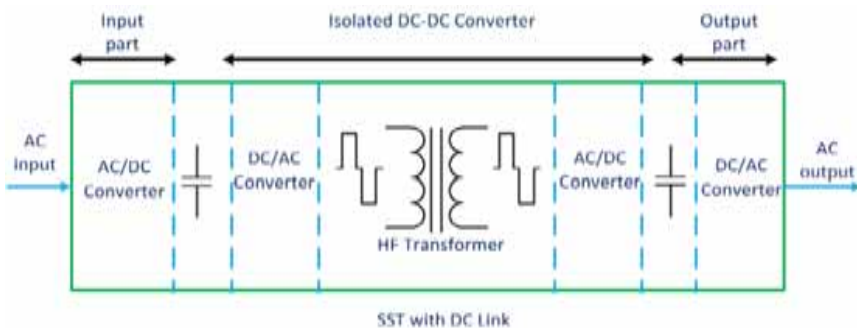 Input
part
Isolated DC-DC Converter
Output
part
AC
input
AC/DC
Converter
DC/AC
Converter
HF Transformer
AC/DC
Converter
DC/AC
Converter
AC
output
SST with DC Link